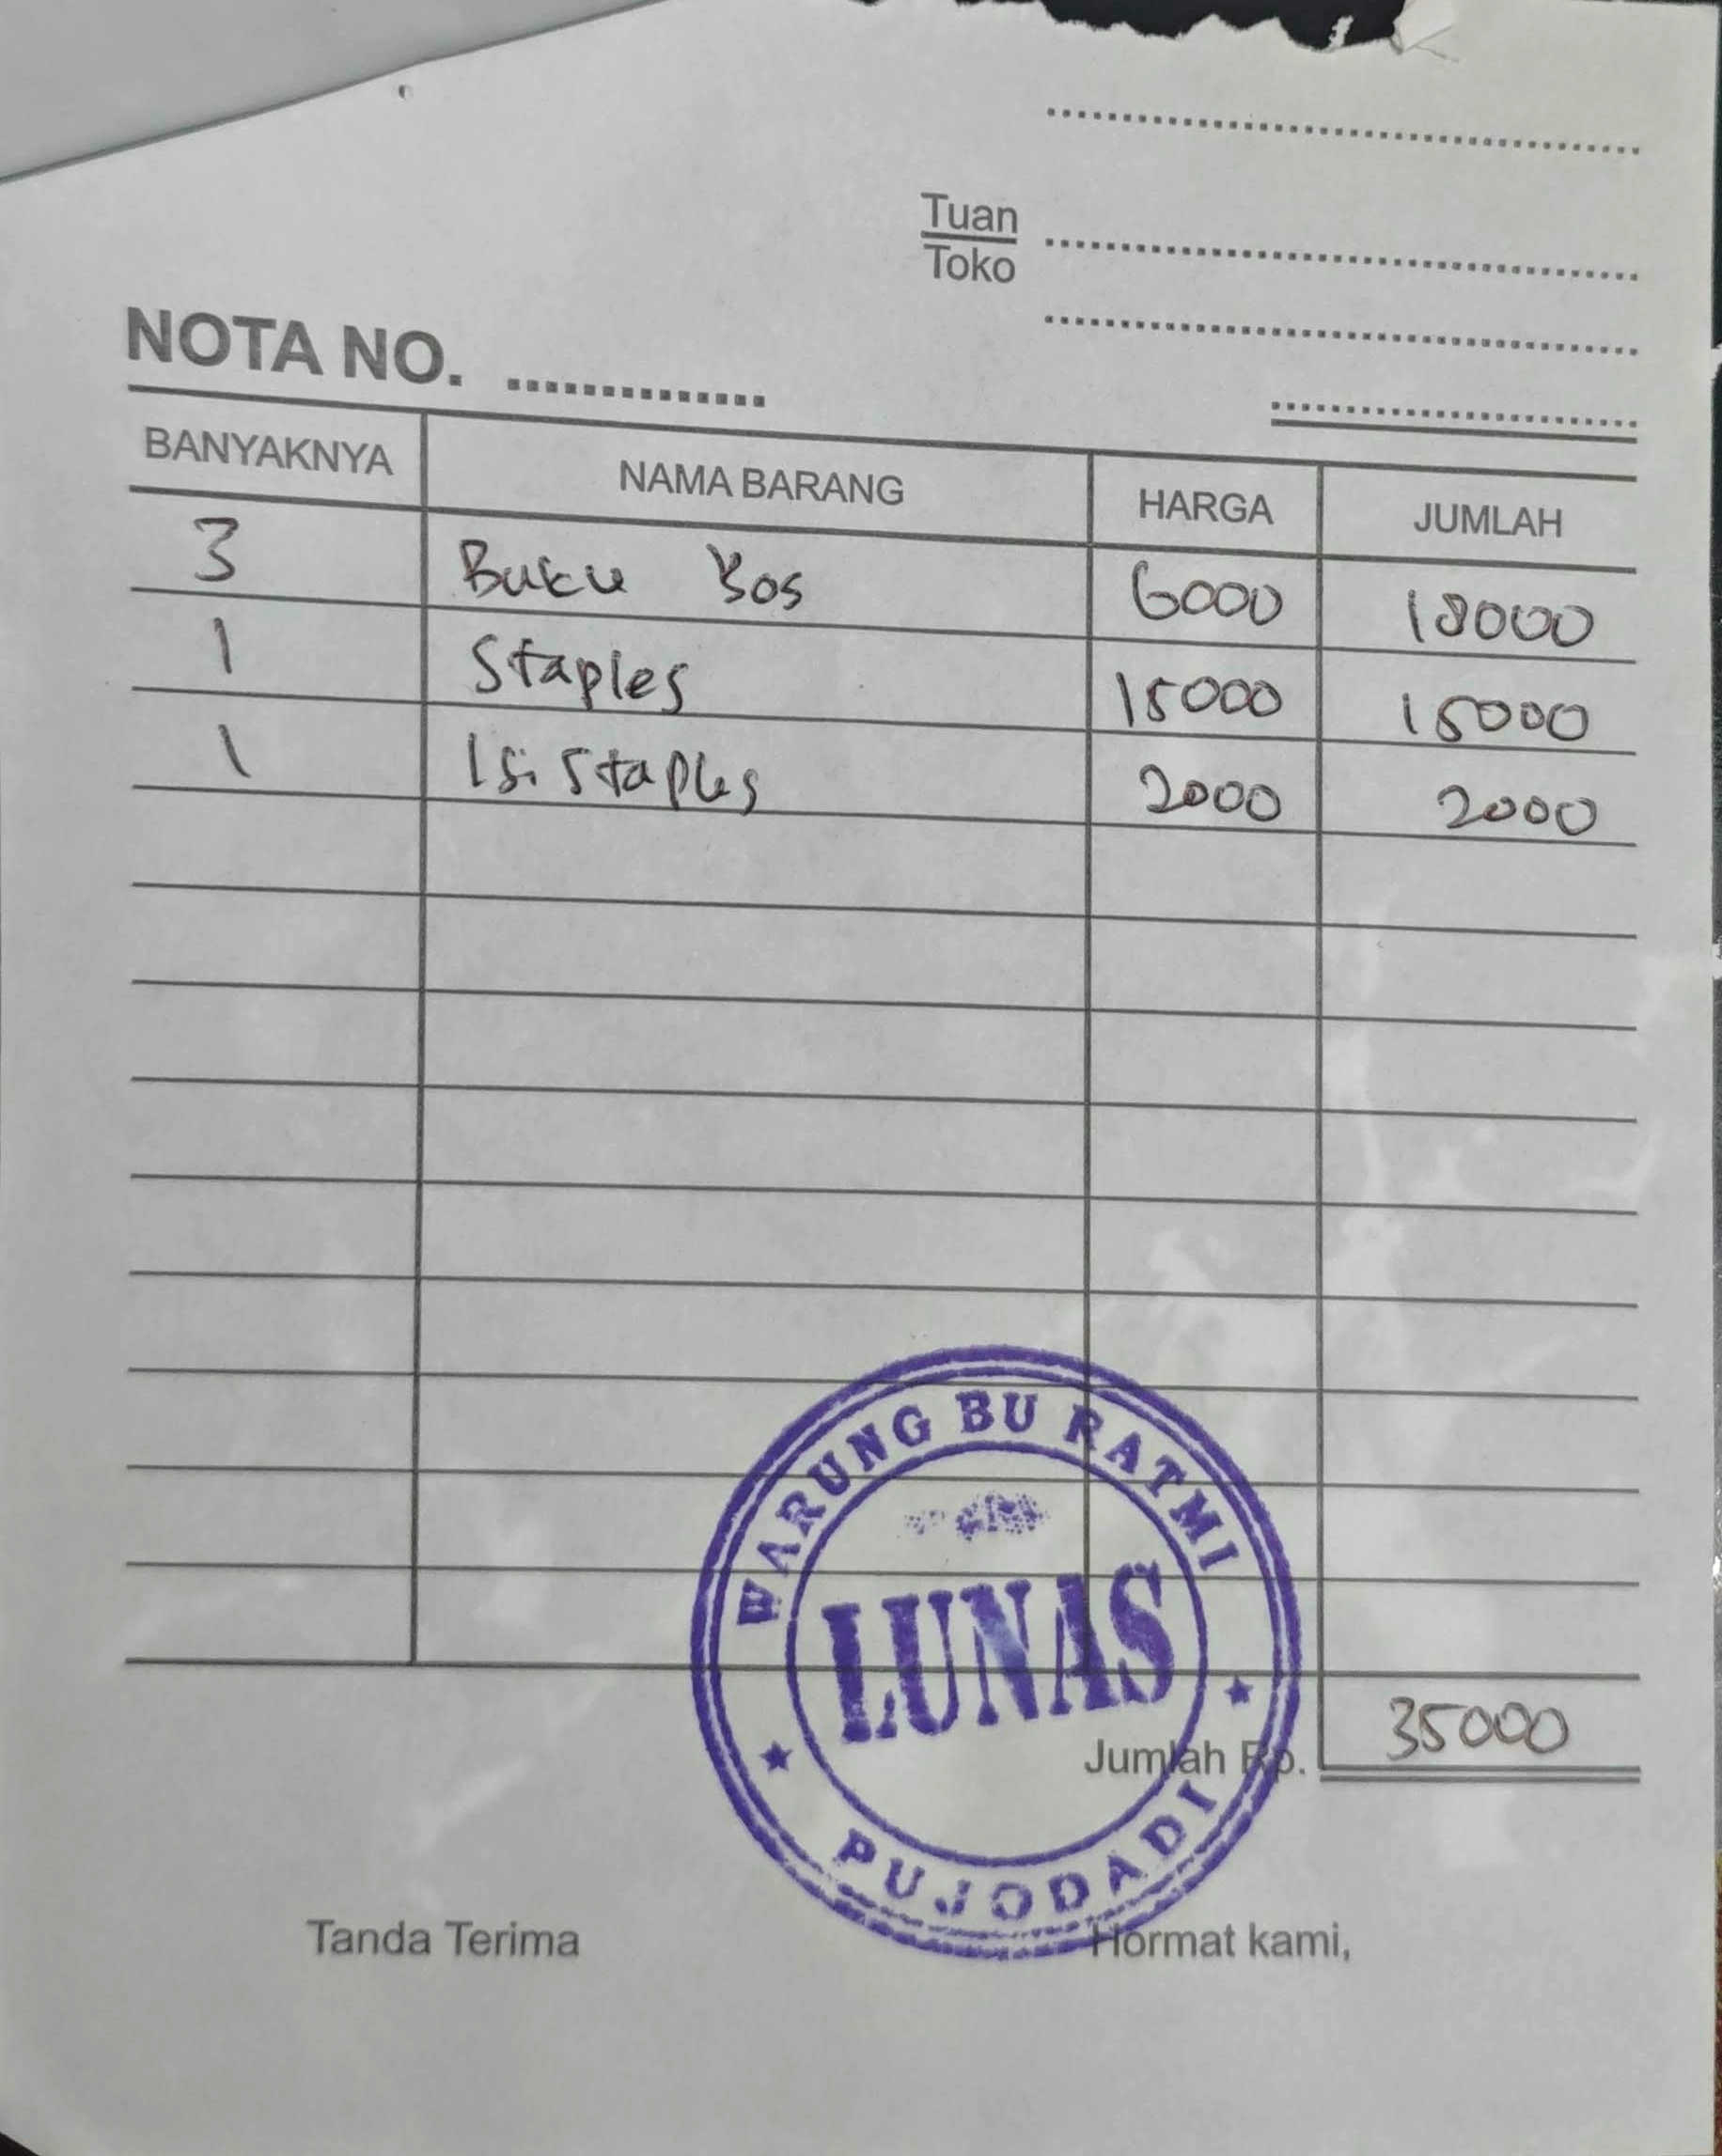 Tuan
Toko
NOTA NO. ..............
BANYAKNYA NAMA BARANG HARGA JUMLAH
3 Buku Bos 6000 18000
1 Staples 15000 15000
1 Isi Staples 2000 2000
WARUNG BU RATMI
LUNAS
PUJODADI
Jumlah Rp. 35000
Tanda Terima Hormat kami,